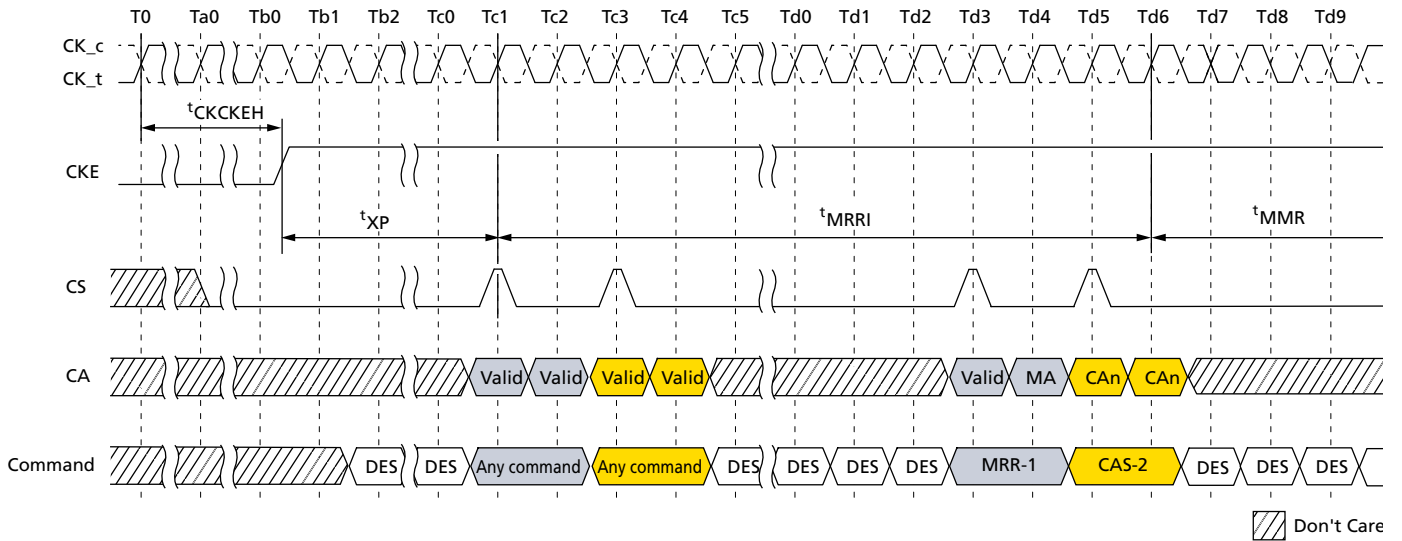 T0 Ta0 Tb0 Tb1 Tb2 Tc0 Tc1 Tc2 Tc3 Tc4 Tc5 Td0 Td1 Td2 Td3 Td4 Td5 Td6 Td7 Td8 Td9
CK_c
CK_t
tCKCKEH
CKE
tXP tMRRI tMMR
CS
CA Valid Valid Valid Valid Valid MA CAn CAn
Command DES DES Any command Any command DES DES DES DES MRR-1 CAS-2 DES DES DES
Don't Care